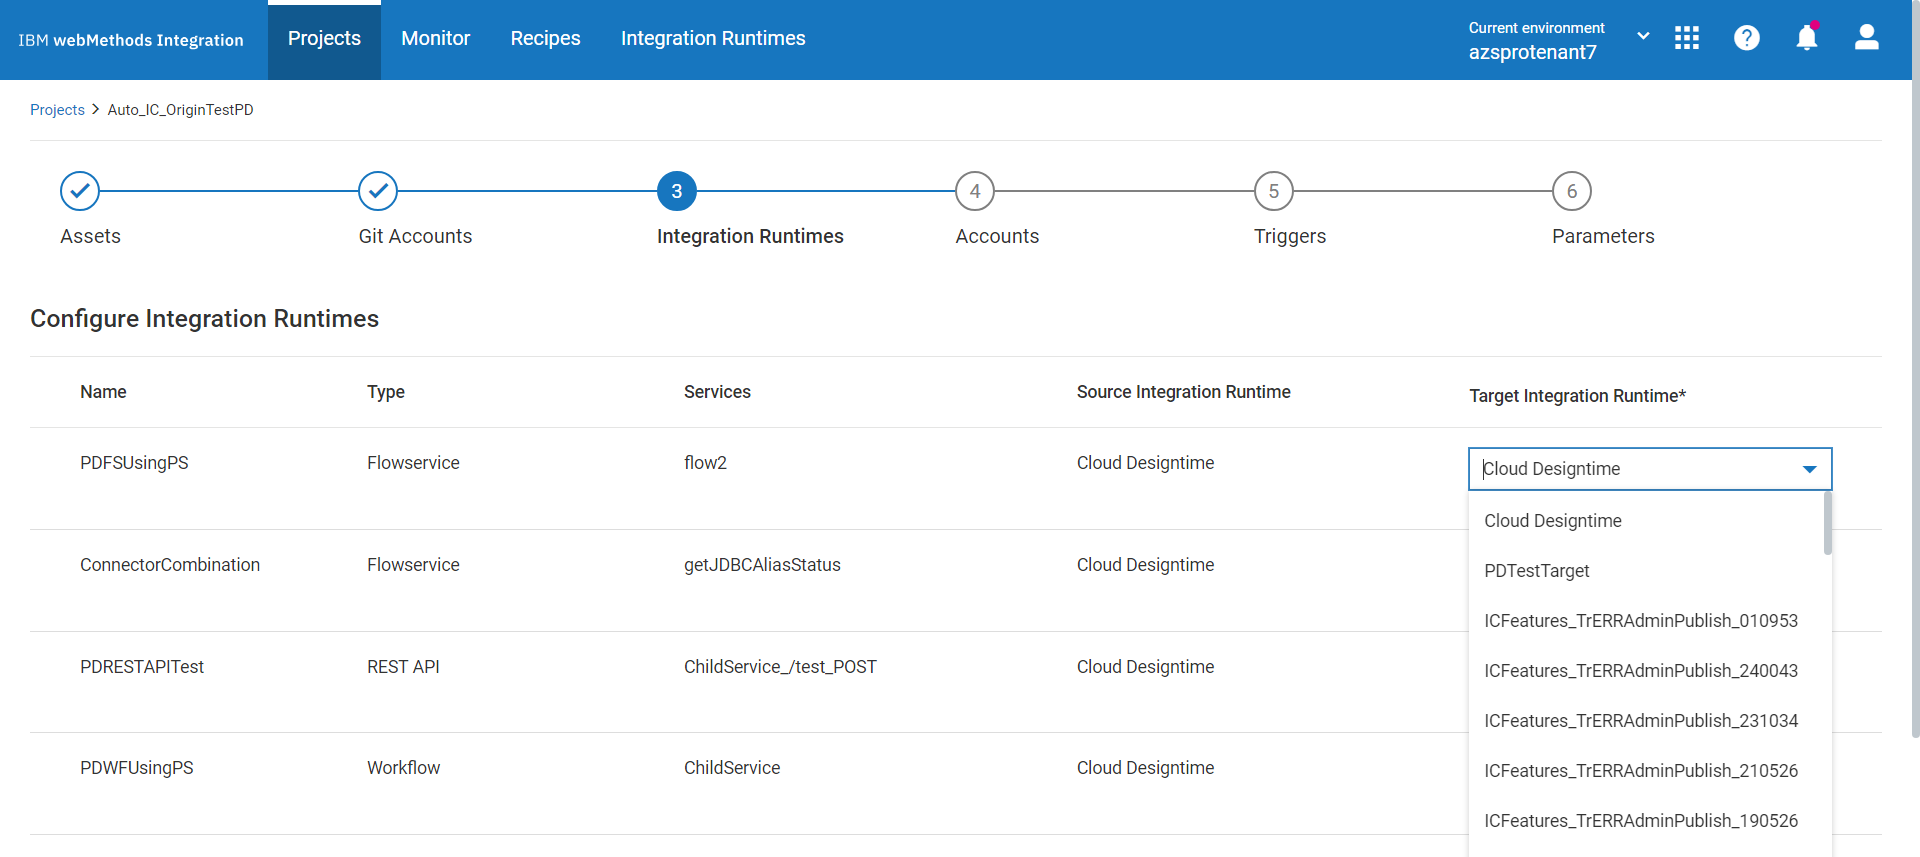 IBM webMethods Integration
Projects
Monitor
Recipes
Integration Runtimes
Current environment
azsprotenant7
?
Projects > Auto_IC_OriginTestPD
3
4
5
6
Assets
Git Accounts
Integration Runtimes
Accounts
Triggers
Parameters
Configure Integration Runtimes
Name Type Services Source Integration Runtime Target Integration Runtime*
PDFSUsingPS Flowservice flow2 Cloud Designtime Cloud Designtime
Cloud Designtime
ConnectorCombination Flowservice getJDBCAliasStatus Cloud Designtime
PDTestTarget
ICFeatures_TrERRAdminPublish_010953
PDRESTAPITest REST API ChildService_/test_POST Cloud Designtime
ICFeatures_TrERRAdminPublish_240043
ICFeatures_TrERRAdminPublish_231034
PDWFUsingPS Workflow ChildService Cloud Designtime
ICFeatures_TrERRAdminPublish_210526
ICFeatures_TrERRAdminPublish_190526